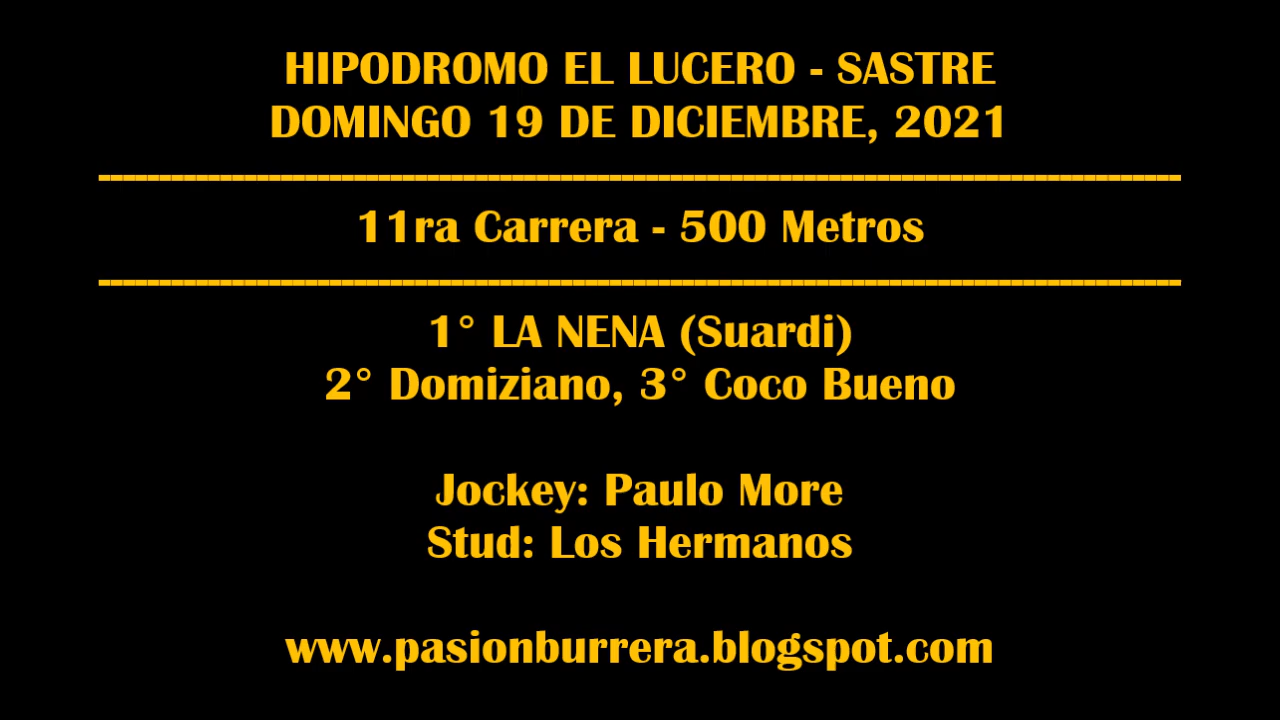 HIPODROMO EL LUCERO - SASTRE
DOMINGO 19 DE DICIEMBRE, 2021
11ra Carrera - 500 Metros
1° LA NENA (Suardi)
2° Domiziano, 3° Coco Bueno
Jockey: Paulo More
Stud: Los Hermanos
www.pasionburrera.blogspot.com